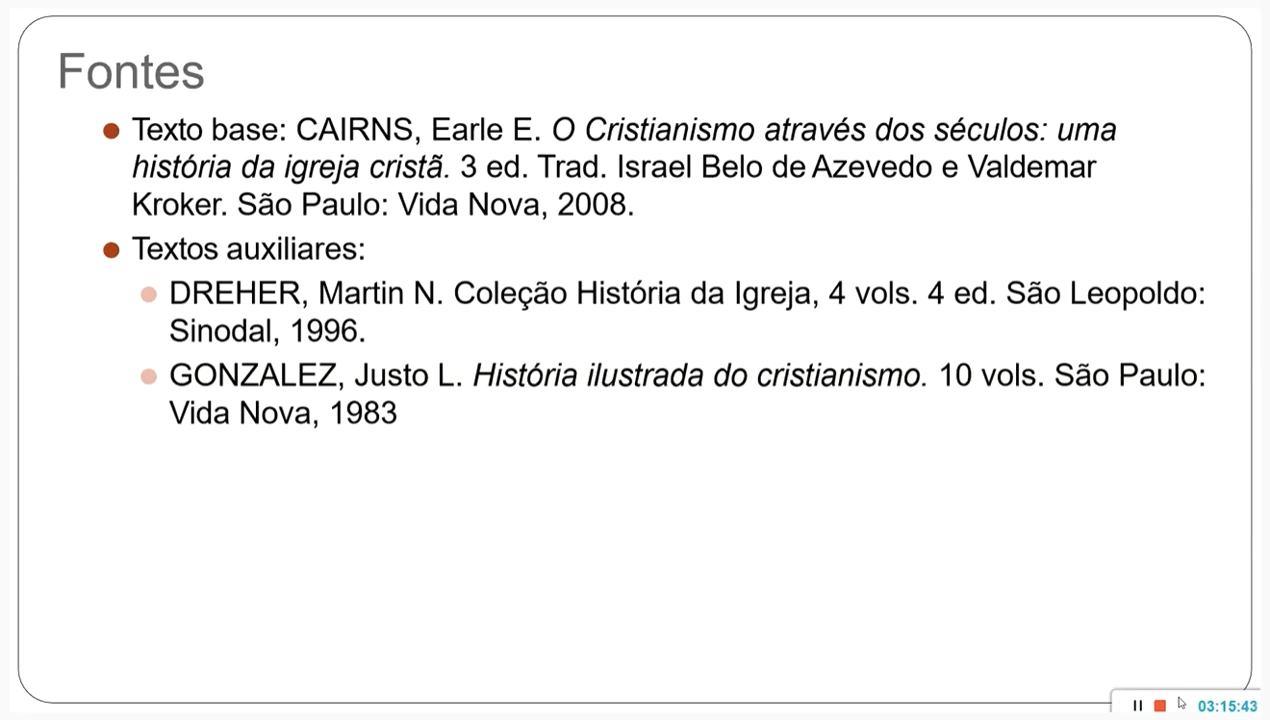 Fontes
Texto base: CAIRNS, Earle E. O Cristianismo através dos séculos: uma
história da igreja cristã. 3 ed. Trad. Israel Belo de Azevedo e Valdemar
Kroker. São Paulo: Vida Nova, 2008.
Textos auxiliares:
DREHER, Martin N. Coleção História da Igreja, 4 vols. 4 ed. São Leopoldo:
Sinodal, 1996.
GONZALEZ, Justo L. História ilustrada do cristianismo. 10 vols. São Paulo:
Vida Nova, 1983
03:15:43